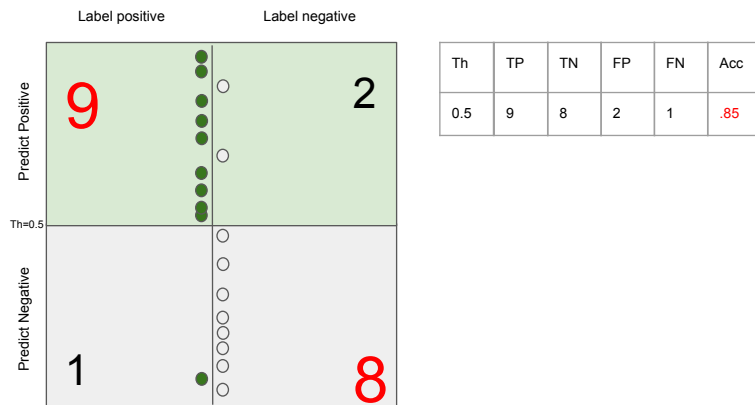 Label positive Label negative
Predict Positive
9
2
Th=0.5
Predict Negative
1
8
Th TP TN FP FN Acc
0.5 9 8 2 1 .85